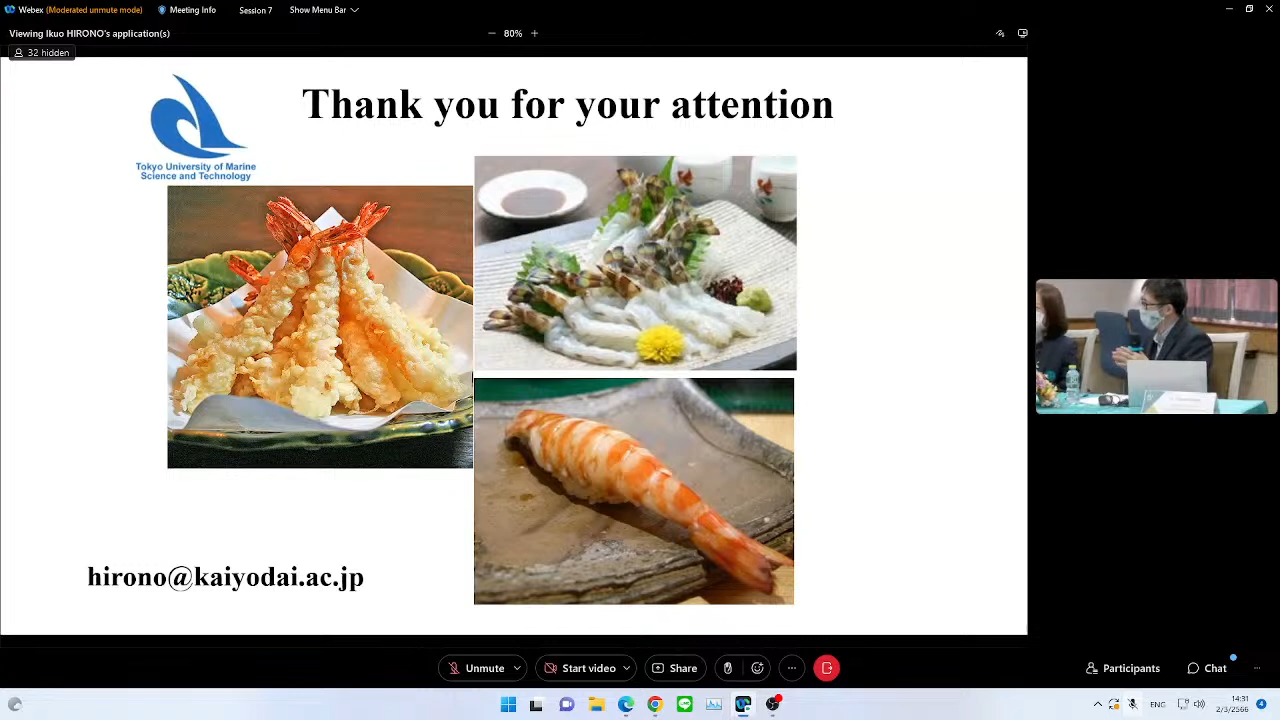 Webex (Moderated unmute mode) Meeting Info Session 7 Show Menu Bar
Viewing Ikuo HIRONO's application(s)
80%
32 hidden
Thank you for your attention
Tokyo University of Marine
Science and Technology
hirono@kaiyodai.ac.jp
Unmute Start video Share Participants Chat
ENG
14:31
2/3/2566
4